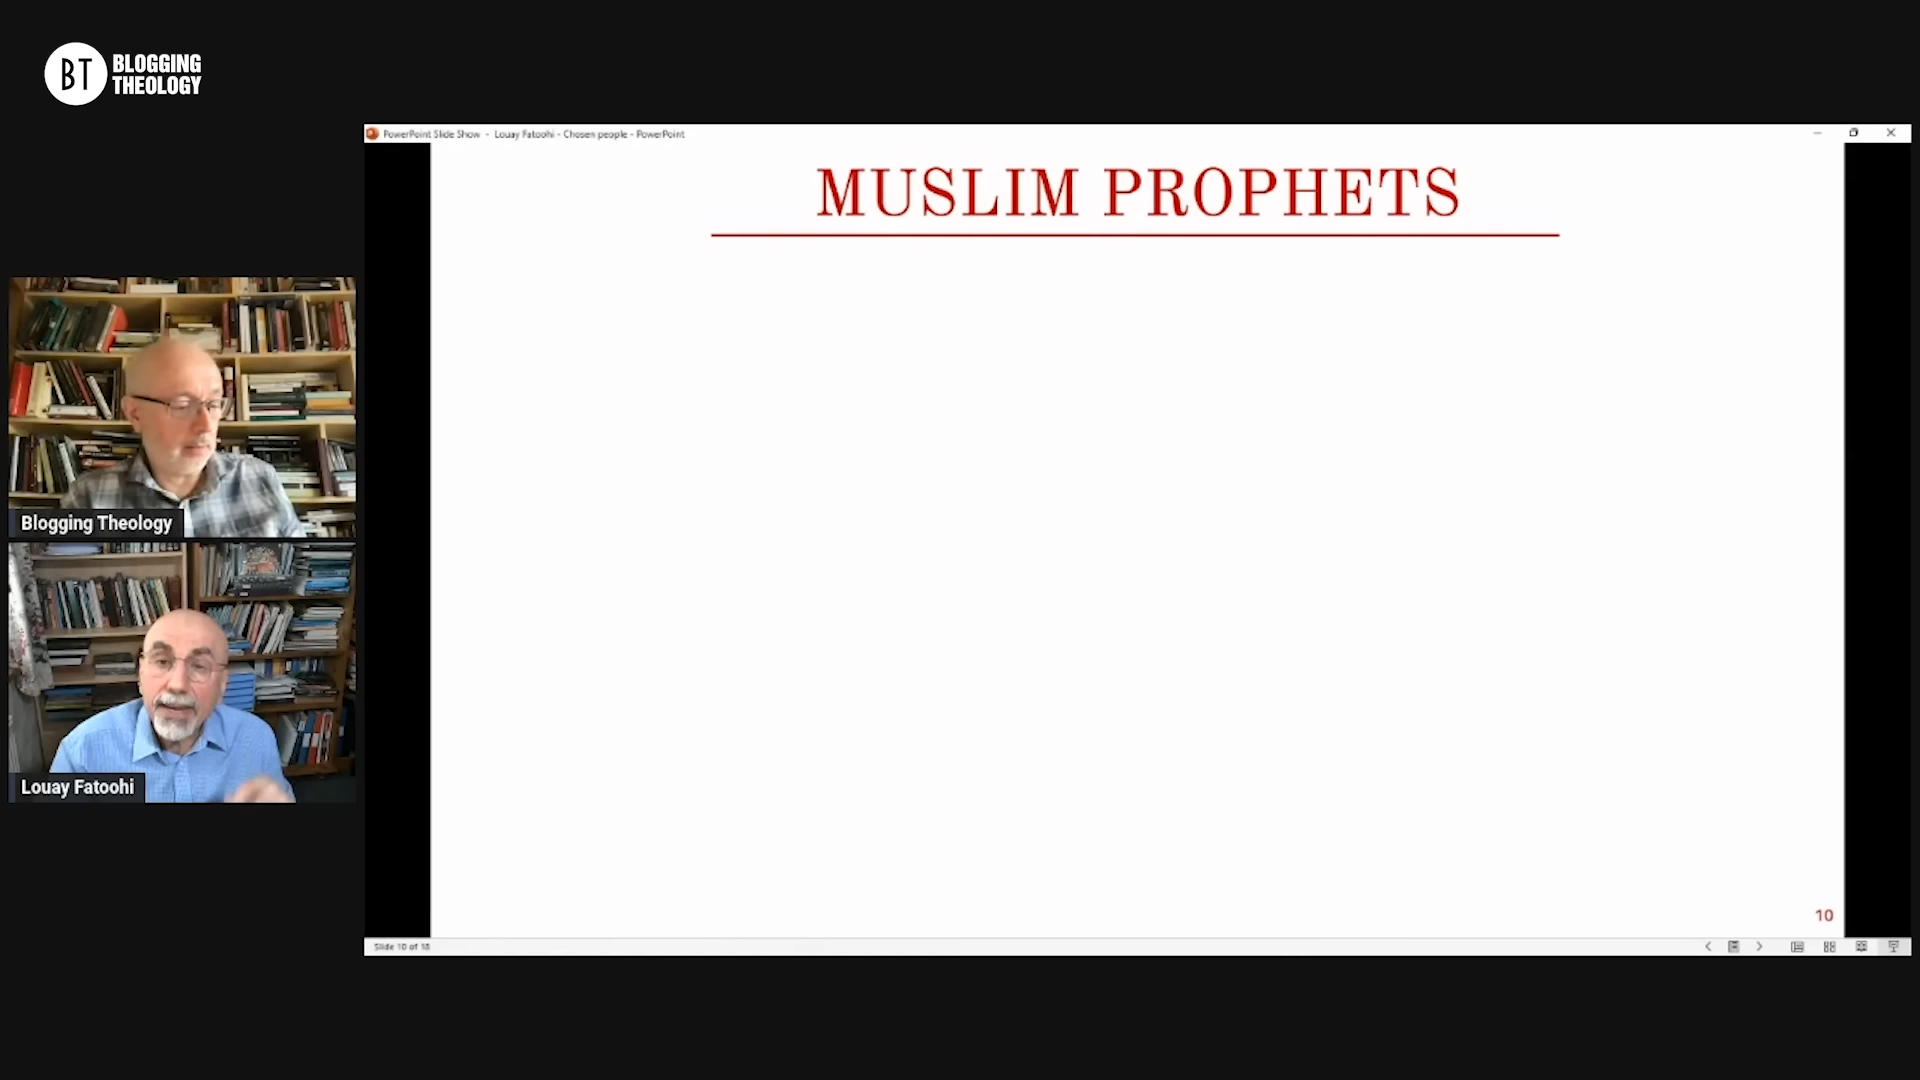 BT
BLOGGING
THEOLOGY
PowerPoint Slide Show - Louay Fatoohi - Chosen people - PowerPoint
MUSLIM PROPHETS
Blogging Theology
Louay Fatoohi
10
Slide 10 of 18